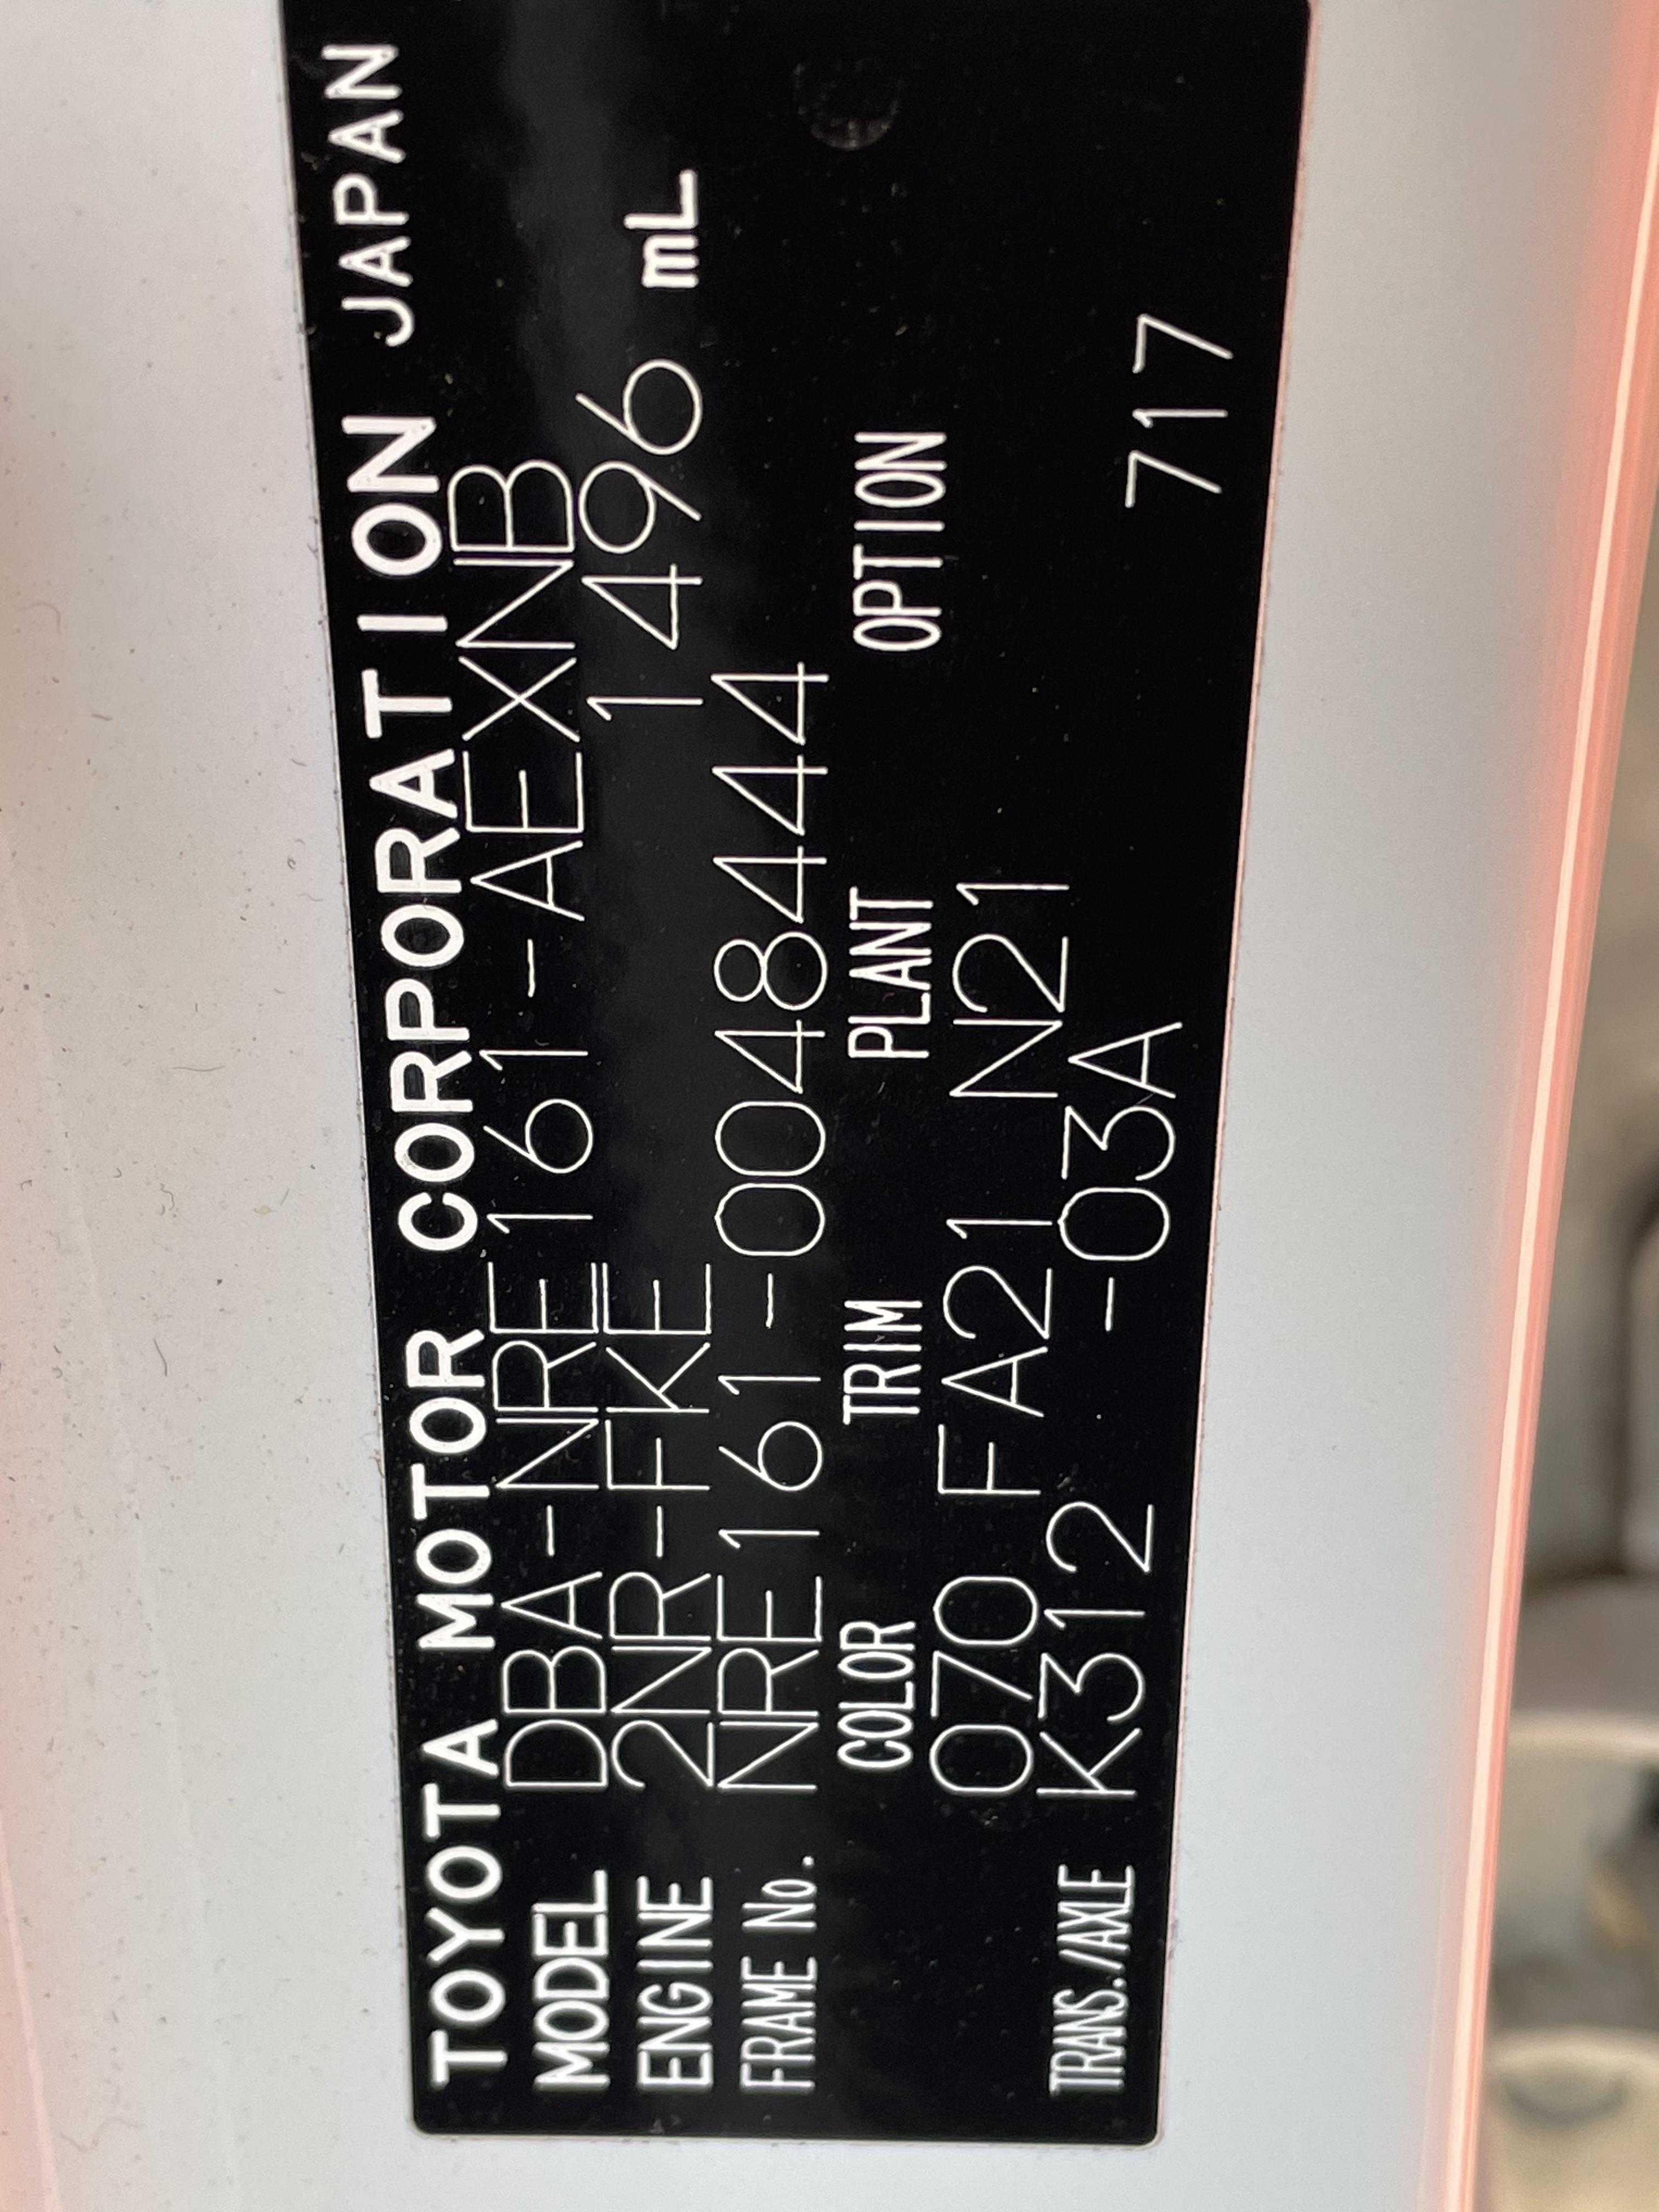 TOYOTA MOTOR CORPORATION JAPAN
MODEL DBA-NRE161-AEXNB
ENGINE 2NR-FKE 1496 mL
FRAME No. NRE161-0048444
COLOR TRIM PLANT OPTION
070 FA21 N21
TRANS./AXLE K312 -03A 717